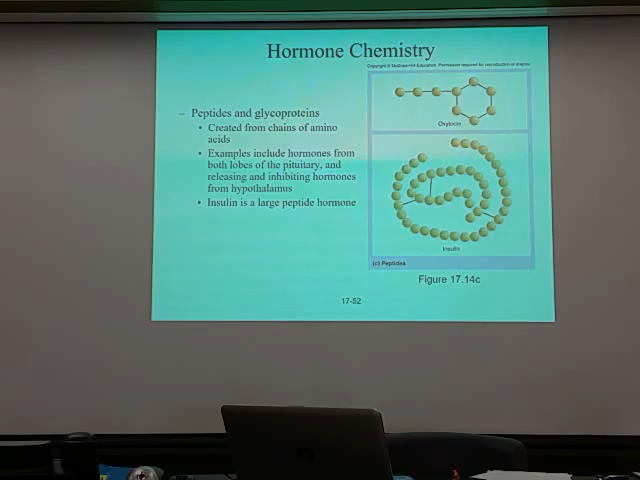 Hormone Chemistry
Copyright © McGraw-Hill Education. Permission required for reproduction or display.
– Peptides and glycoproteins
• Created from chains of amino
acids
• Examples include hormones from
both lobes of the pituitary, and
releasing and inhibiting hormones
from hypothalamus
• Insulin is a large peptide hormone
Oxytocin
Insulin
(c) Peptides
Figure 17.14c
17-52